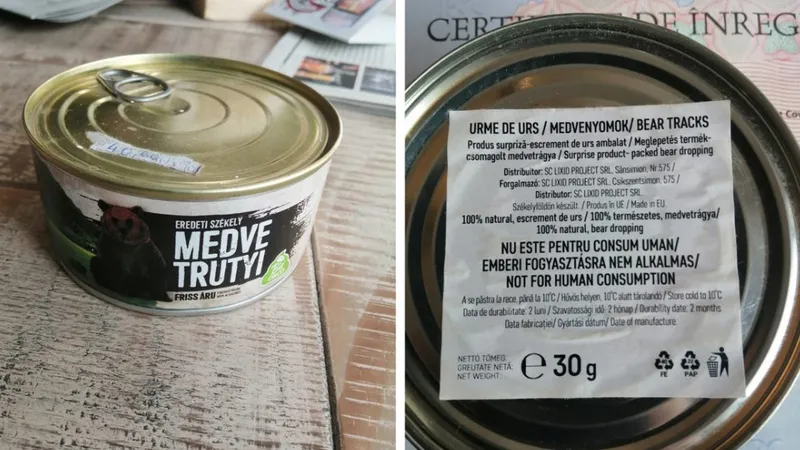 EREDETI SZÉKELY
MEDVE
TRUTYI
FRISS ÁRU
CERTIFICAT DE ÎNREG
URME DE URS / MEDVENYOMOK/ BEAR TRACKS
Produs surpriză-escrement de urs ambalat / Meglepetés termék-
csomagolt medvetrágya / Surprise product- packed bear dropping
Distribuitor: SC LIXID PROJECT SRL. Sânsimion, Nr.575 /
Forgalmazó: SC LIXID PROJECT SRL. Csikszentsimon, 575 /
Distributor: SC LIXID PROJECT SRL
Székelyföldön készült / Produs în UE / Made in EU.
100% natural, escrement de urs / 100% természetes, medvetrágya/
100% natural, bear dropping
NU ESTE PENTRU CONSUM UMAN/
EMBERI FOGYASZTÁSRA NEM ALKALMAS/
NOT FOR HUMAN CONSUMPTION
A se păstra la rece, până la 10°C / Hűvös helyen, 10°C alatt tárolandó / Store cold to 10°C
Data de durabilitate: 2 luni / Szavatossági idő: 2 hónap / Durability date: 2 months
Data fabricației/ Gyártási dátum/ Date of manufacture:
NETTO TÖMEG:
GREUTATE NETĂ:
NET WEIGHT:
℮ 30 g
FE
PAP